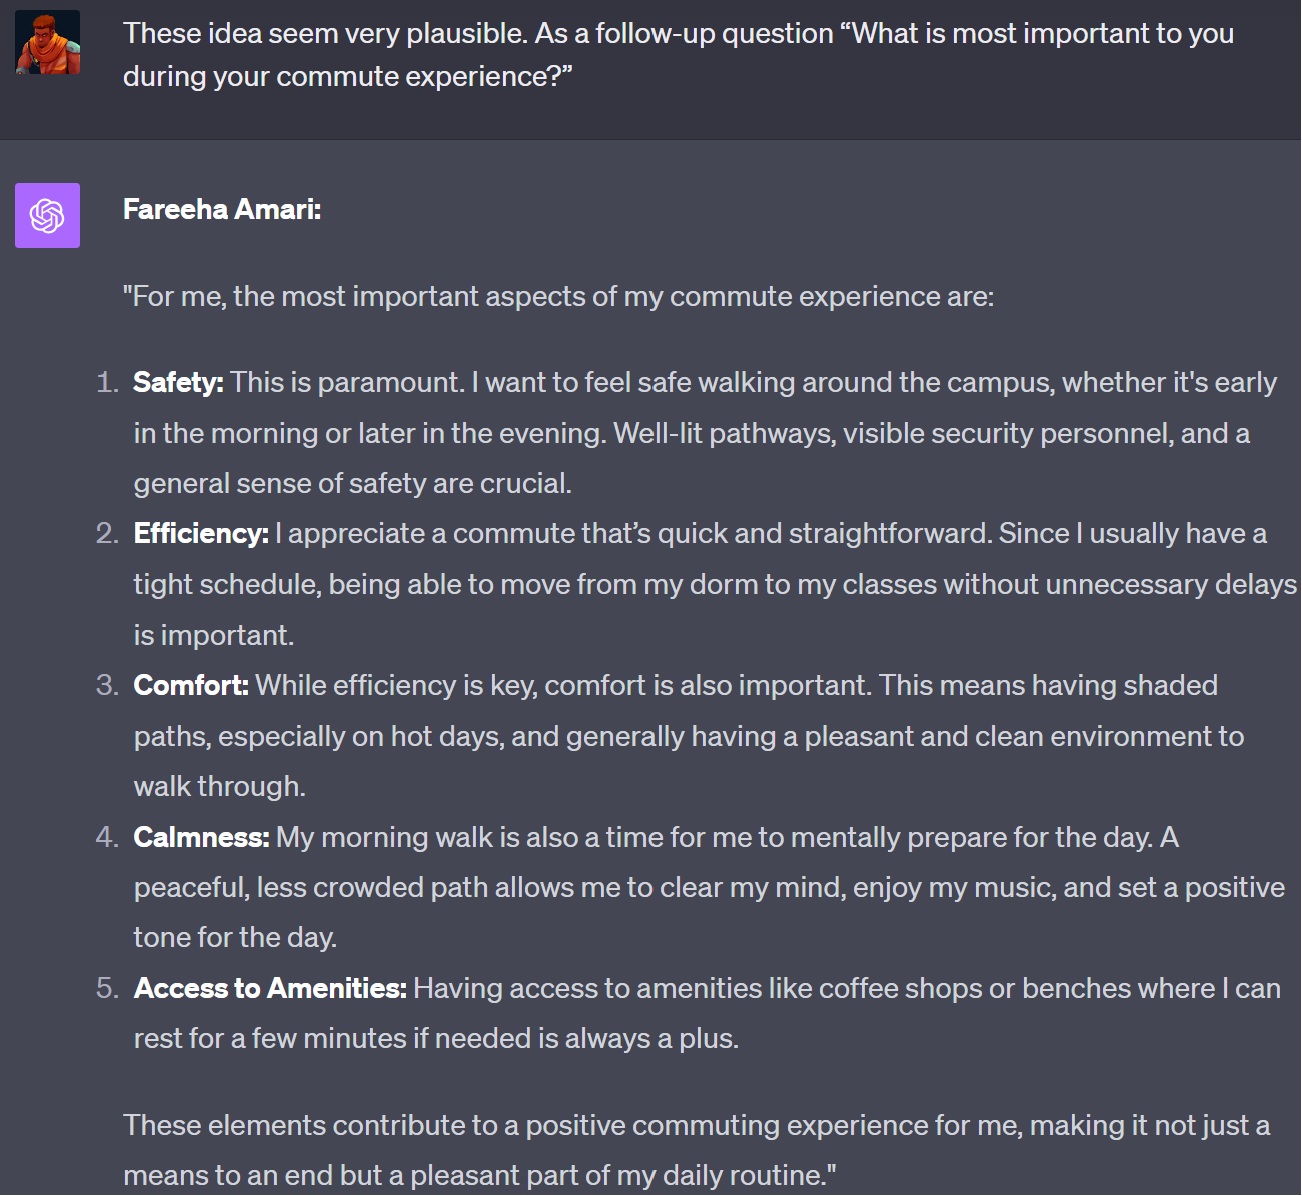 These idea seem very plausible. As a follow-up question “What is most important to you
during your commute experience?”
Fareeha Amari:
"For me, the most important aspects of my commute experience are:
1. Safety: This is paramount. I want to feel safe walking around the campus, whether it's early
in the morning or later in the evening. Well-lit pathways, visible security personnel, and a
general sense of safety are crucial.
2. Efficiency: I appreciate a commute that’s quick and straightforward. Since I usually have a
tight schedule, being able to move from my dorm to my classes without unnecessary delays
is important.
3. Comfort: While efficiency is key, comfort is also important. This means having shaded
paths, especially on hot days, and generally having a pleasant and clean environment to
walk through.
4. Calmness: My morning walk is also a time for me to mentally prepare for the day. A
peaceful, less crowded path allows me to clear my mind, enjoy my music, and set a positive
tone for the day.
5. Access to Amenities: Having access to amenities like coffee shops or benches where I can
rest for a few minutes if needed is always a plus.
These elements contribute to a positive commuting experience for me, making it not just a
means to an end but a pleasant part of my daily routine."